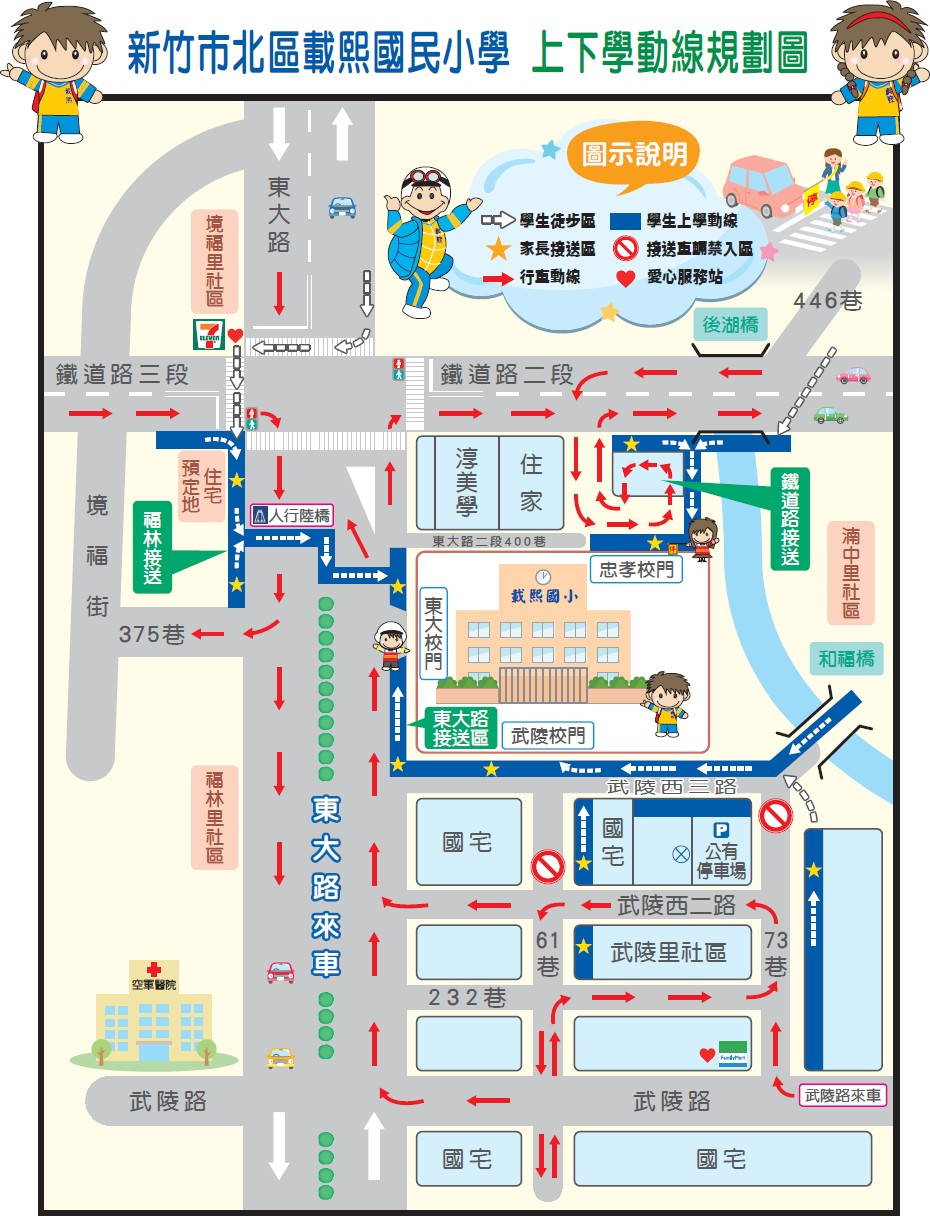 新竹市北區載熙國民小學 上下學動線規劃圖
圖示說明
學生徒步區
學生上學動線
家長接送區
接送車輛禁入區
行車動線
愛心服務站
停
東大路
境福里社區
7
ELEVEN
446巷
後湖橋
鐵道路三段
鐵道路二段
住宅
預定地
淳美學
住家
境福街
福林接送
人行陸橋
鐵道路接送
湳中里社區
東大路二段400巷
忠孝校門
載熙國小
東大校門
375巷
和福橋
東大路
接送區
武陵校門
福林里社區
武陵西三路
東大路來車
國宅
國宅
P
公有
停車場
武陵西二路
61巷
武陵里社區
73巷
空軍醫院
232巷
FamilyMart
武陵路
武陵路
武陵路來車
國宅
國宅